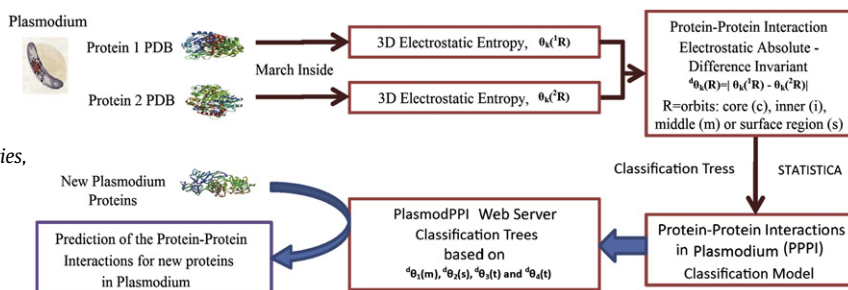 Plasmodium
Protein 1 PDB
March Inside
Protein 2 PDB
3D Electrostatic Entropy, θₖ(¹R)
3D Electrostatic Entropy, θₖ(²R)
Protein-Protein Interaction
Electrostatic Absolute -
Difference Invariant
ᵈθₖ(R)=| θₖ(¹R) - θₖ(²R)|
R=orbits: core (c), inner (i),
middle (m) or surface region (s)
ies,
Classification Tress
STATISTICA
New Plasmodium
Proteins
Prediction of the Protein-Protein
Interactions for new proteins
in Plasmodium
PlasmodPPI Web Server
Classification Trees
based on
ᵈθ₁(m), ᵈθ₂(s), ᵈθ₃(t) and ᵈθ₄(t)
Protein-Protein Interactions
in Plasmodium (PPPI)
Classification Model